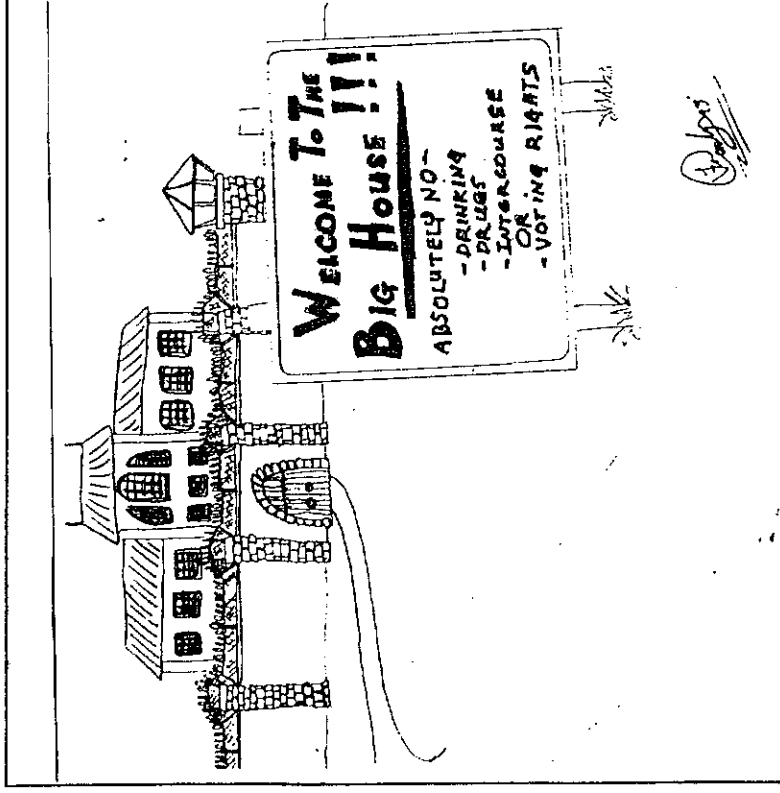 WELCOME TO THE
BIG HOUSE !!!
ABSOLUTELY NO-
- DRINKING
- DRUGS
- INTERCOURSE
OR
- VOTING RIGHTS